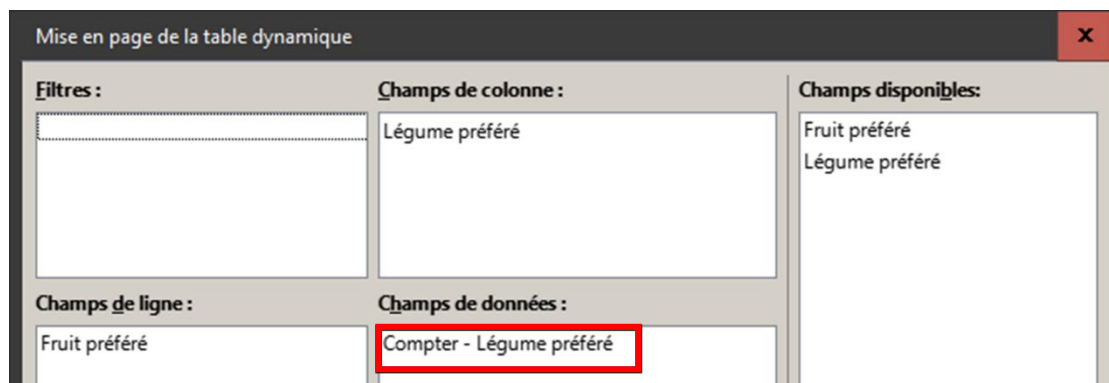 Mise en page de la table dynamique
x
Filtres :
Champs de colonne :
Champs disponibles:
Légume préféré
Fruit préféré
Légume préféré
Champs de ligne :
Champs de données :
Fruit préféré
Compter - Légume préféré